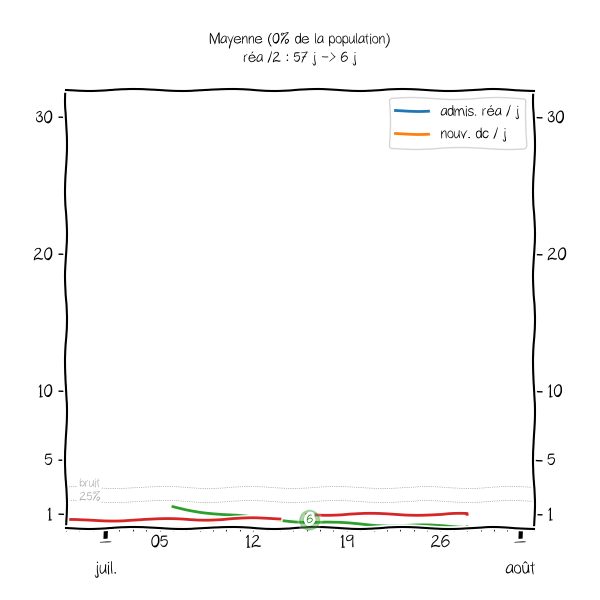 Mayenne (0% de la population)
réa /2 : 57 j -> 6 j
admis. réa / j
nouv. dc / j
30 30
20 20
10 10
5 5
bruit
25%
1 6 1
05 12 19 26
juil. août